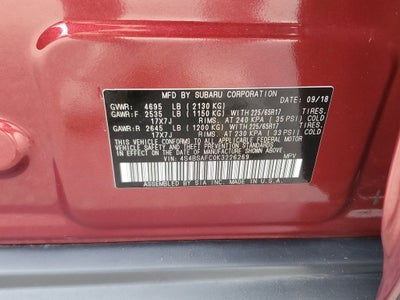 MFD BY SUBARU CORPORATION DATE: 09/18
GVWR: 4695 LB (2130 KG)
GAWR:F 2535 LB (1150 KG) WITH 225/65R17 TIRES.
17X7J RIMS. AT 240 KPA (35 PSI) COLD
GAWR:R 2645 LB (1200 KG) WITH 225/65R17 TIRES.
17X7J RIMS. AT 230 KPA (33 PSI) COLD
THIS VEHICLE CONFORMS TO ALL APPLICABLE FEDERAL MOTOR
VEHICLE SAFETY, BUMPER, AND THEFT PREVENTION STANDARDS
IN EFFECT ON THE DATE OF MANUFACTURE SHOWN ABOVE.
VIN: 4S4BSAFC0K3226269 MPV
ASSEMBLED BY SIA INC. MADE IN U.S.A.